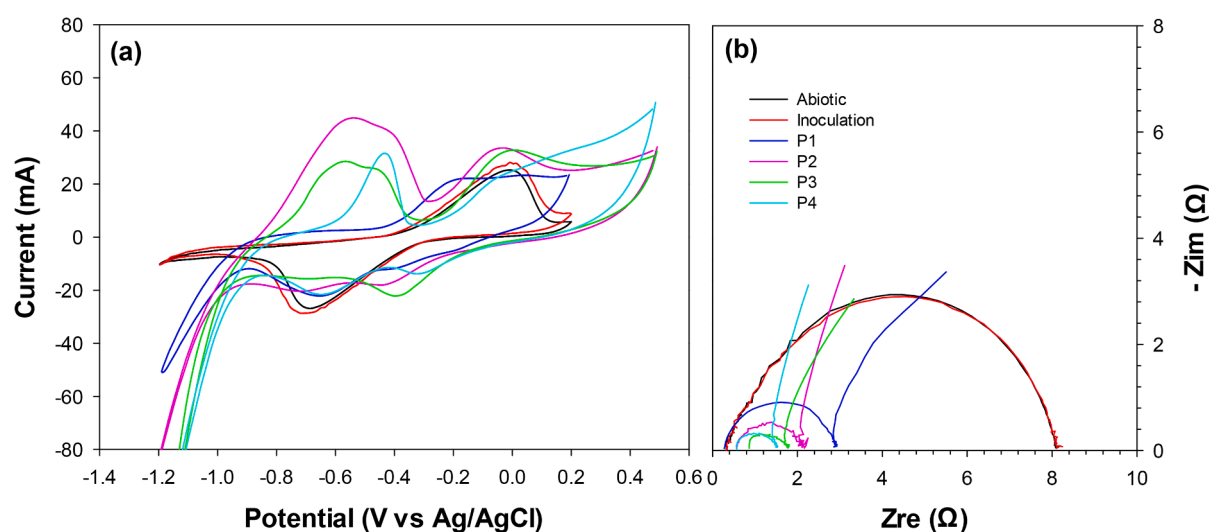 (a)
Current (mA)
80
60
40
20
0
-20
-40
-60
-80
-1.4 -1.2 -1.0 -0.8 -0.6 -0.4 -0.2 0.0 0.2 0.4 0.6
Potential (V vs Ag/AgCl)
(b)
Abiotic
Inoculation
P1
P2
P3
P4
8
6
4
2
0
- Zim (Ω)
0 2 4 6 8 10
Zre (Ω)